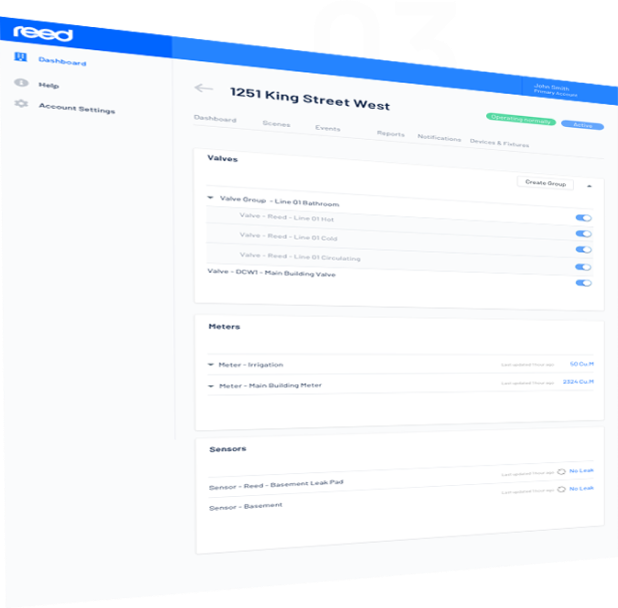 03
reed
John Smith
Primary Account
Dashboard
Help
Account Settings
1251 King Street West
Operating normally
Active
Dashboard Scenes Events Reports Notifications Devices & Fixtures
Valves
Create Group
Valve Group - Line 01 Bathroom
Valve - Reed - Line 01 Hot
Valve - Reed - Line 01 Cold
Valve - Reed - Line 01 Circulating
Valve - DCW1 - Main Building Valve
Meters
Meter - Irrigation Last updated 1 hour ago 50 Cu.M
Meter - Main Building Meter Last updated 1 hour ago 2324 Cu.M
Sensors
Sensor - Reed - Basement Leak Pad Last updated 1 hour ago No Leak
Sensor - Basement Last updated 1 hour ago No Leak